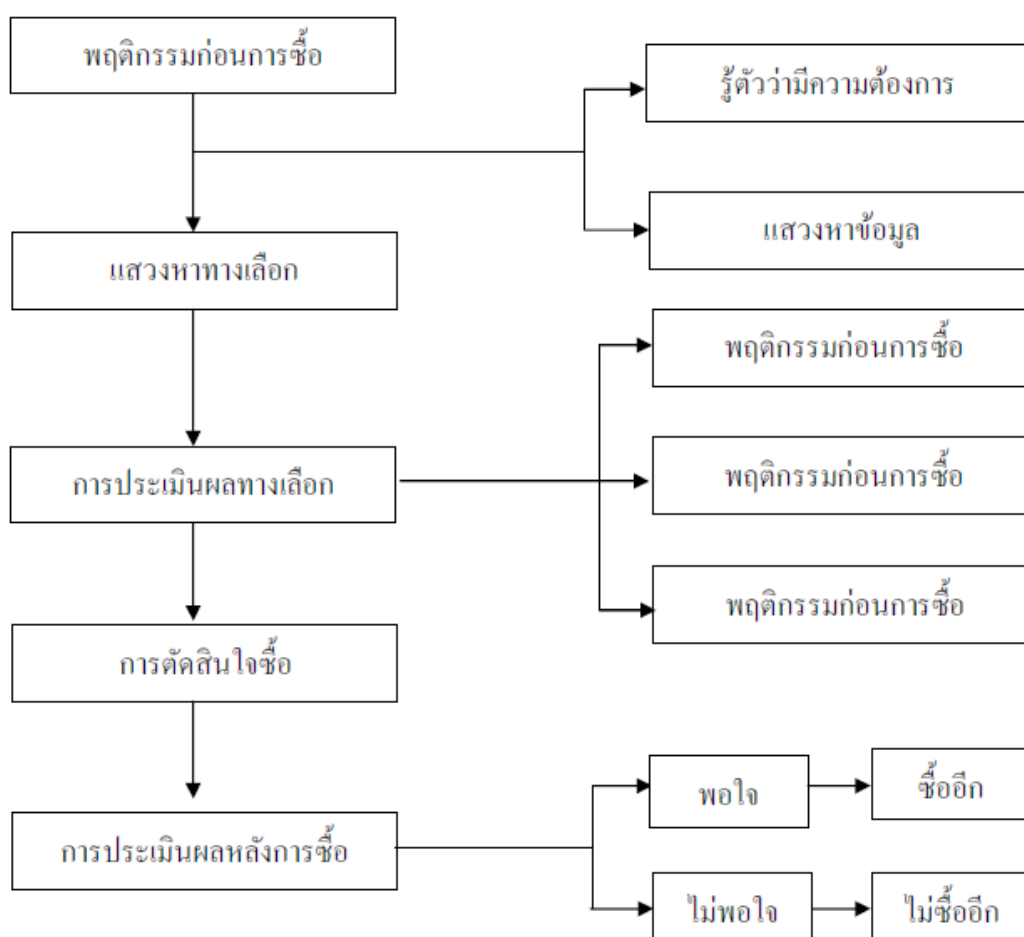 พฤติกรรมก่อนการซื้อ
รู้ตัวว่ามีความต้องการ
แสวงหาข้อมูล
แสวงหาทางเลือก
พฤติกรรมก่อนการซื้อ
การประเมินผลทางเลือก
พฤติกรรมก่อนการซื้อ
พฤติกรรมก่อนการซื้อ
การตัดสินใจซื้อ
พอใจ
ซื้ออีก
การประเมินผลหลังการซื้อ
ไม่พอใจ
ไม่ซื้ออีก